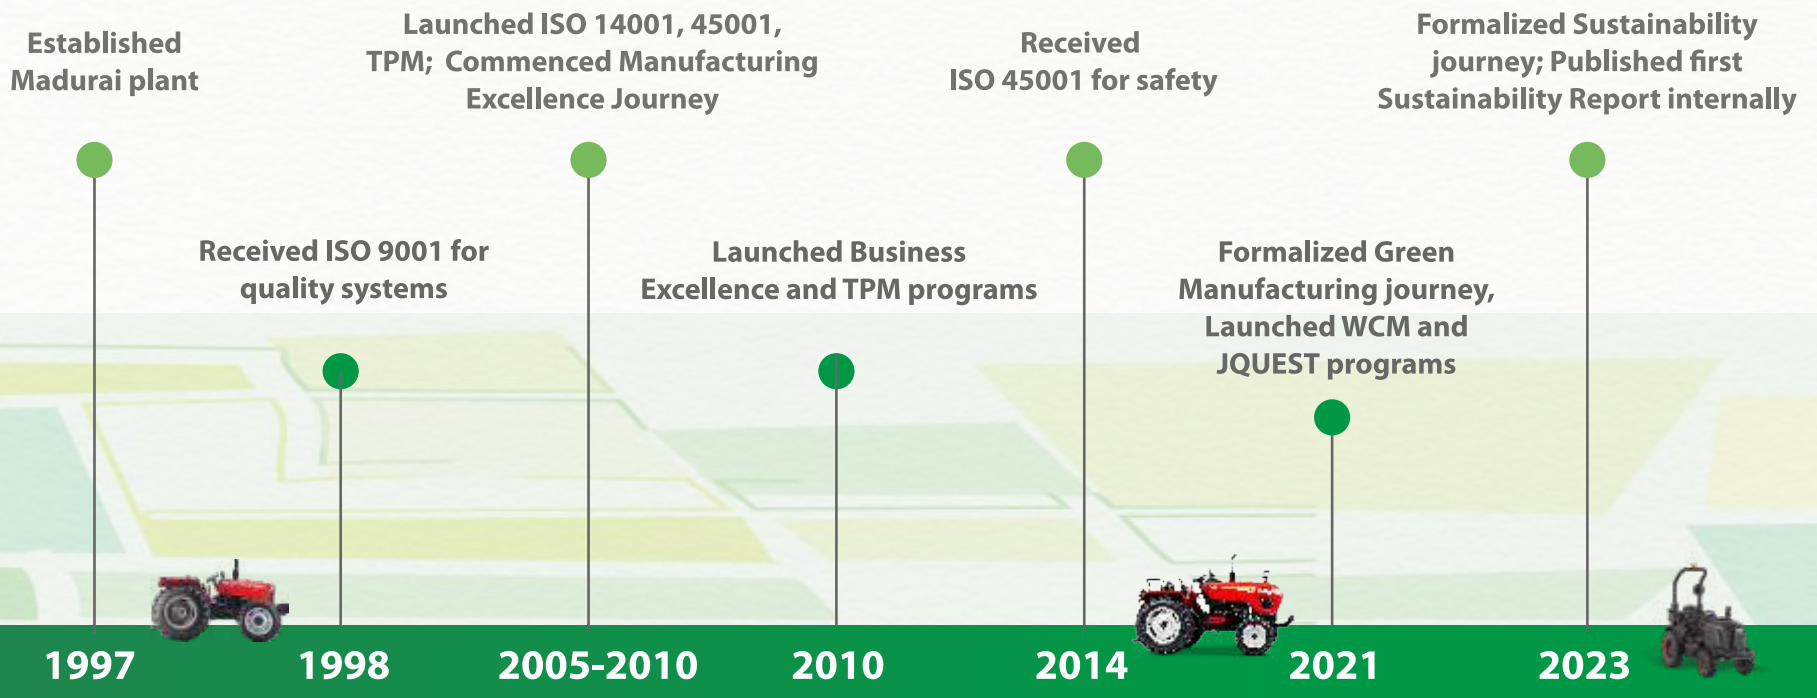 Established
Madurai plant
Launched ISO 14001, 45001,
TPM; Commenced Manufacturing
Excellence Journey
Received
ISO 45001 for safety
Formalized Sustainability
journey; Published first
Sustainability Report internally
Received ISO 9001 for
quality systems
Launched Business
Excellence and TPM programs
Formalized Green
Manufacturing journey,
Launched WCM and
JQUEST programs
1997 1998 2005-2010 2010 2014 2021 2023